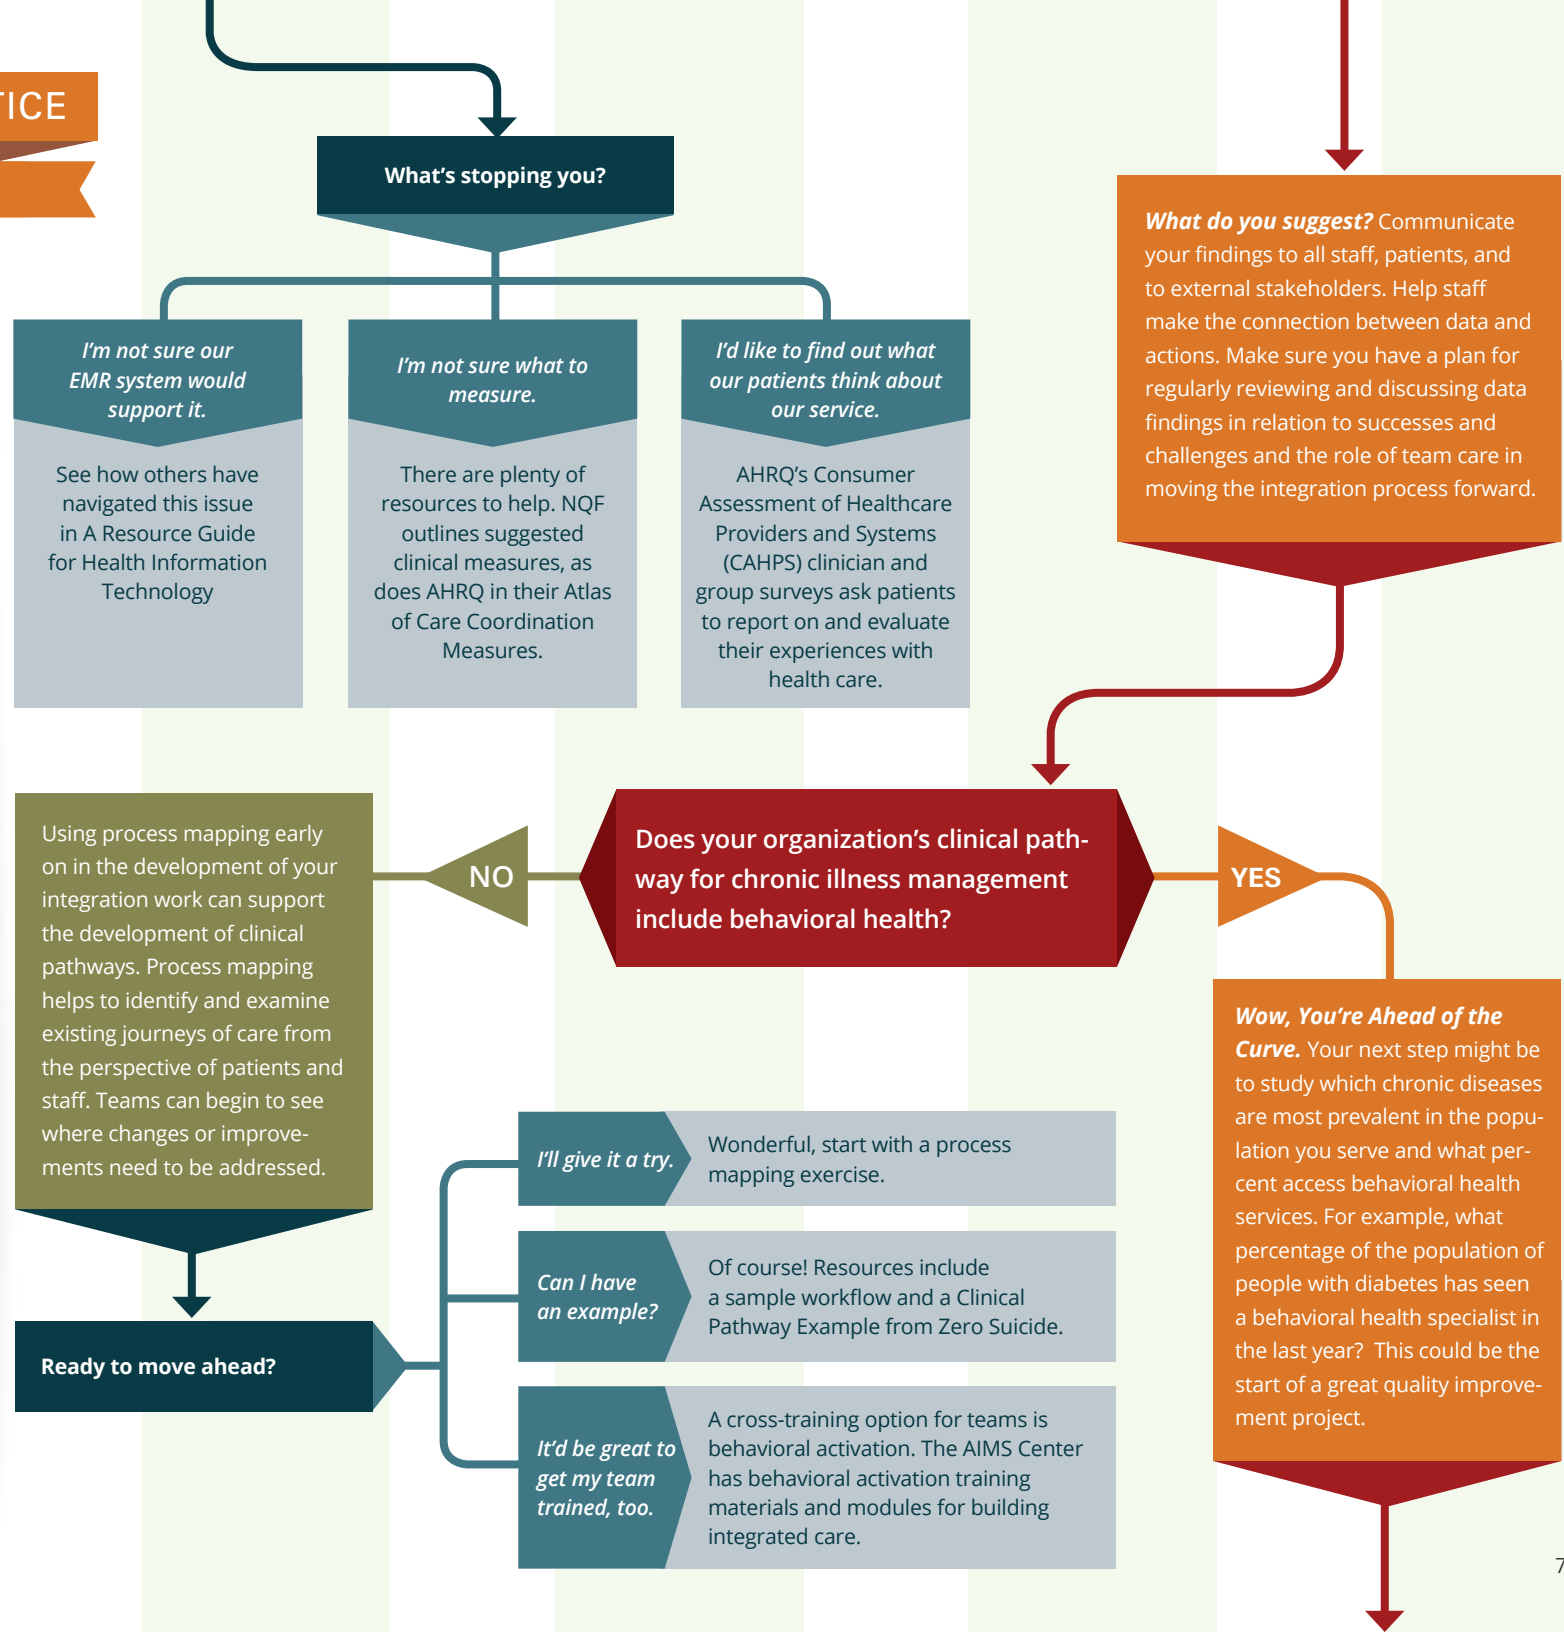 TICE
What’s stopping you?
I’m not sure our
EMR system would
support it.
See how others have
navigated this issue
in A Resource Guide
for Health Information
Technology
I’m not sure what to
measure.
There are plenty of
resources to help. NQF
outlines suggested
clinical measures, as
does AHRQ in their Atlas
of Care Coordination
Measures.
I’d like to find out what
our patients think about
our service.
AHRQ’s Consumer
Assessment of Healthcare
Providers and Systems
(CAHPS) clinician and
group surveys ask patients
to report on and evaluate
their experiences with
health care.
What do you suggest? Communicate
your findings to all staff, patients, and
to external stakeholders. Help staff
make the connection between data and
actions. Make sure you have a plan for
regularly reviewing and discussing data
findings in relation to successes and
challenges and the role of team care in
moving the integration process forward.
Does your organization’s clinical path-
way for chronic illness management
include behavioral health?
NO
Using process mapping early
on in the development of your
integration work can support
the development of clinical
pathways. Process mapping
helps to identify and examine
existing journeys of care from
the perspective of patients and
staff. Teams can begin to see
where changes or improve-
ments need to be addressed.
Ready to move ahead?
I’ll give it a try.
Wonderful, start with a process
mapping exercise.
Can I have
an example?
Of course! Resources include
a sample workflow and a Clinical
Pathway Example from Zero Suicide.
It’d be great to
get my team
trained, too.
A cross-training option for teams is
behavioral activation. The AIMS Center
has behavioral activation training
materials and modules for building
integrated care.
YES
Wow, You’re Ahead of the
Curve. Your next step might be
to study which chronic diseases
are most prevalent in the popu-
lation you serve and what per-
cent access behavioral health
services. For example, what
percentage of the population of
people with diabetes has seen
a behavioral health specialist in
the last year?  This could be the
start of a great quality improve-
ment project.
7